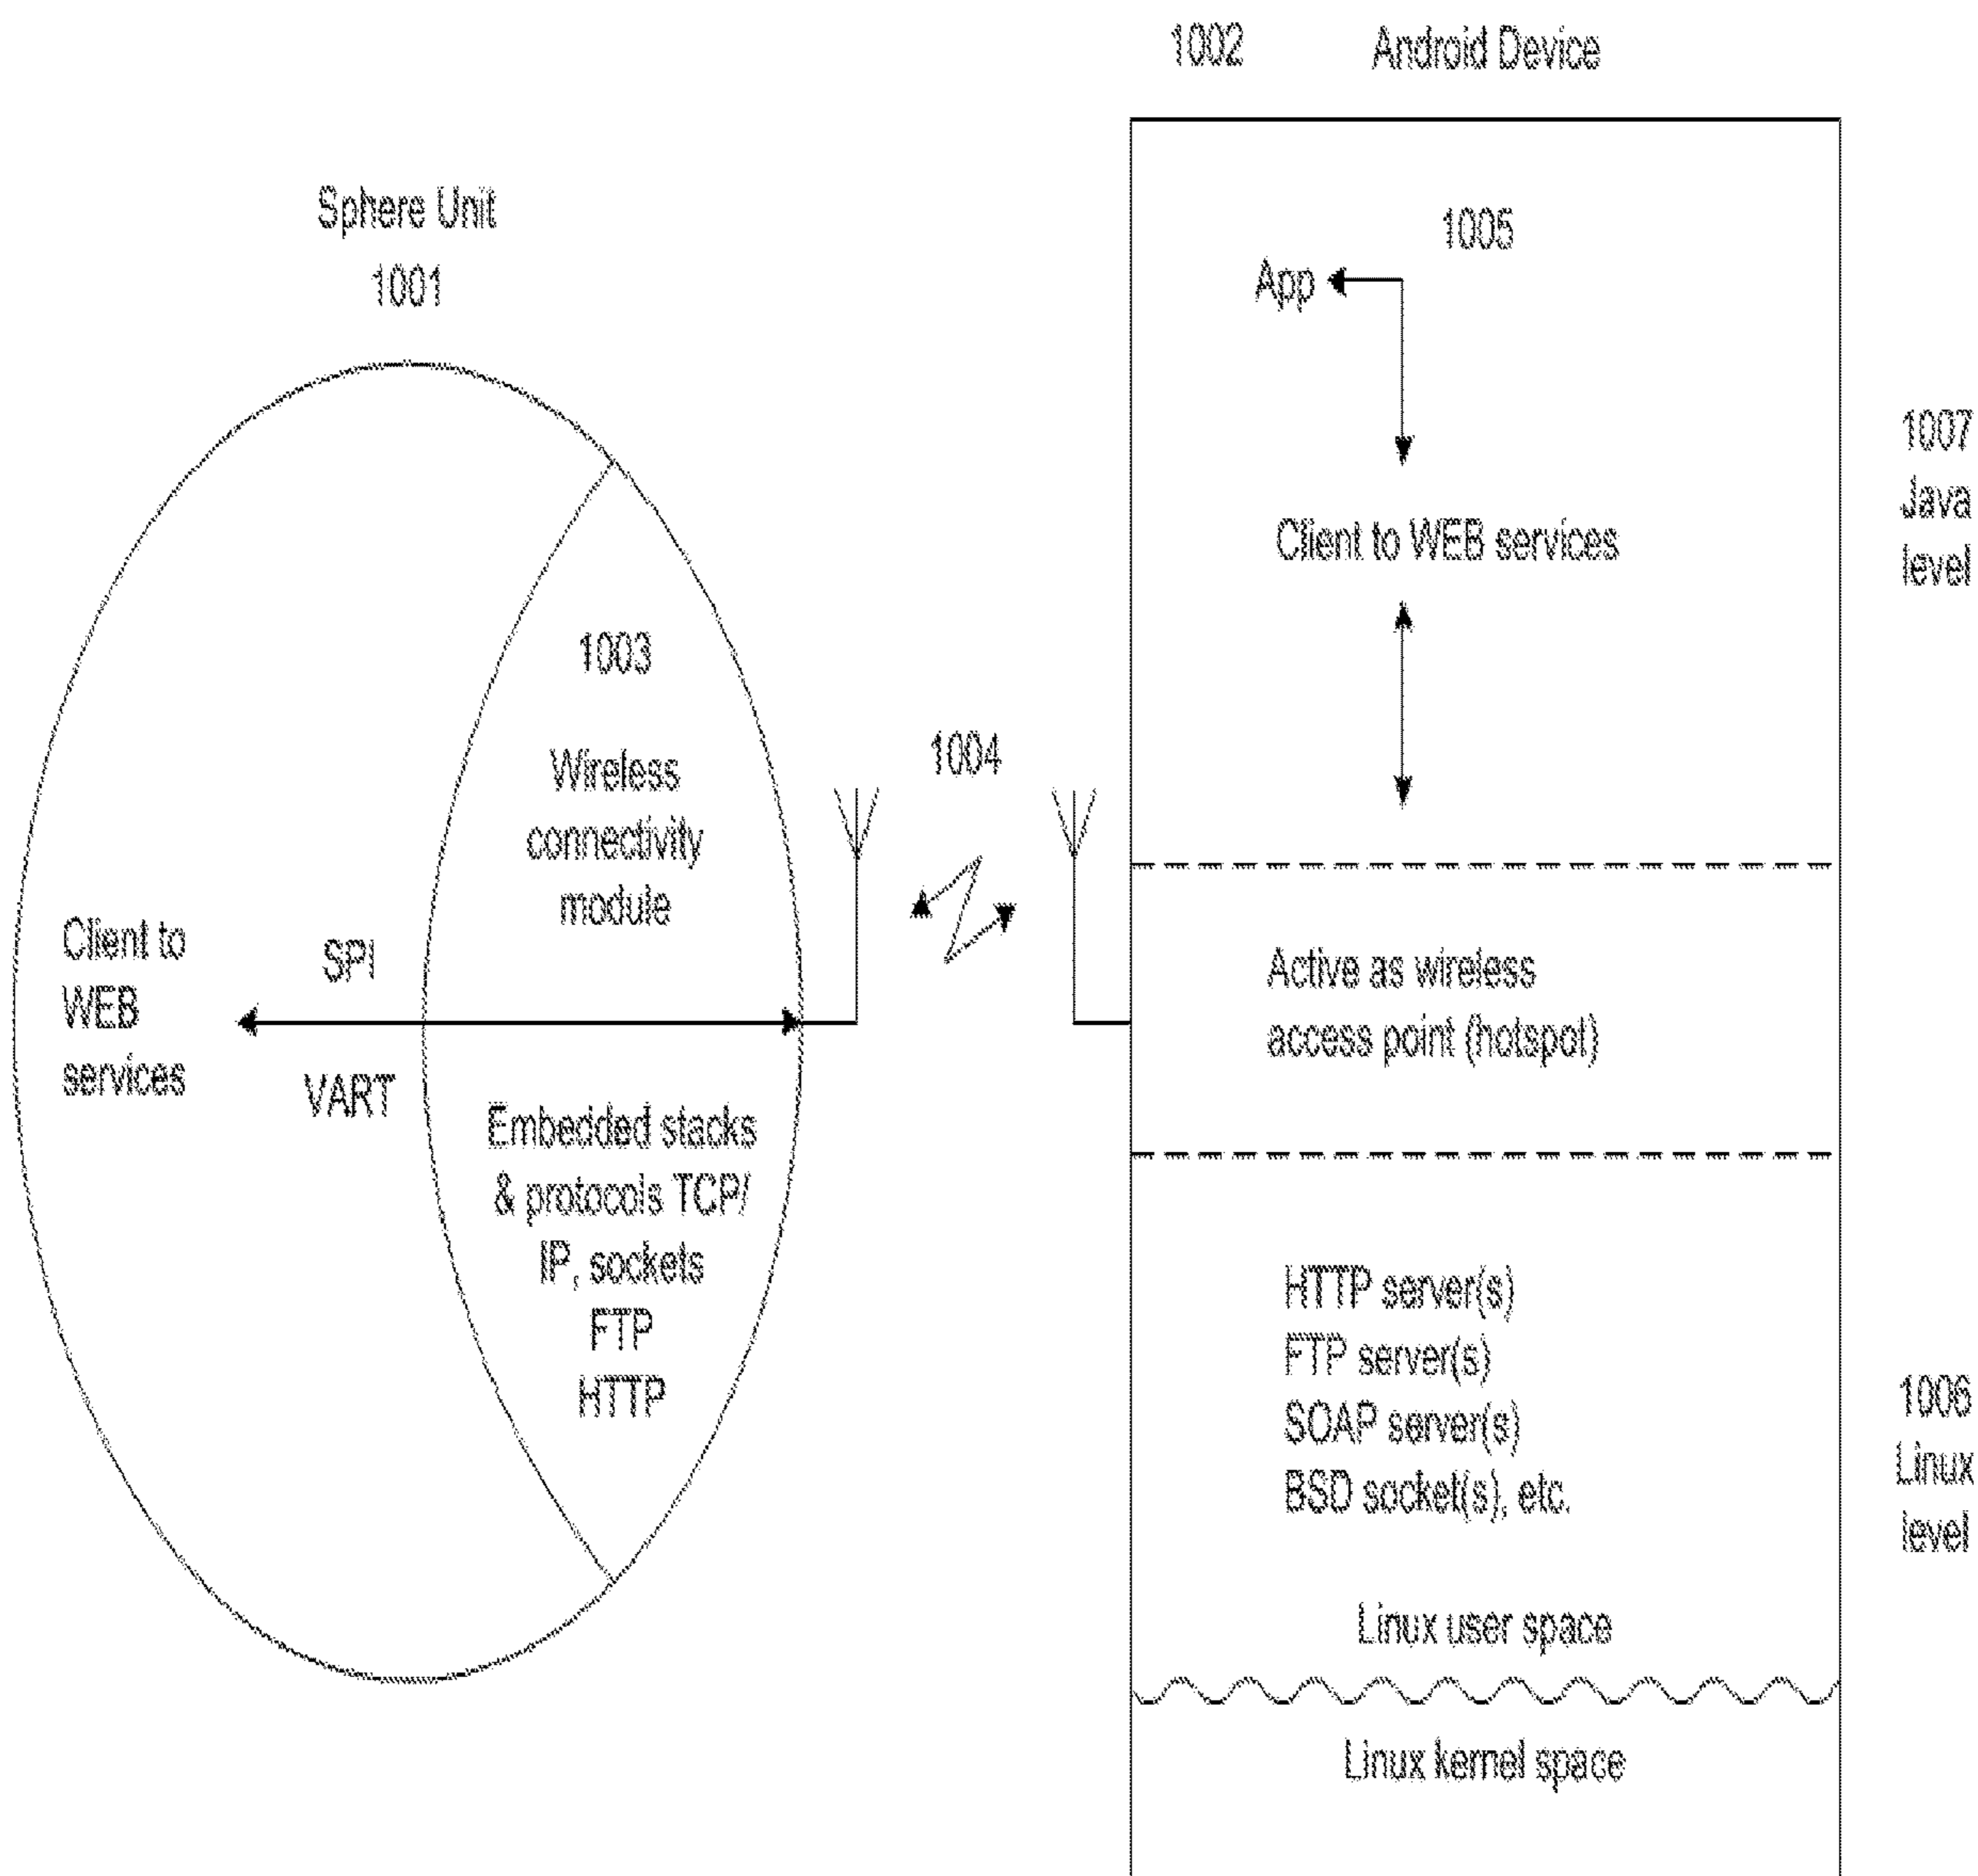 1002 Android Device
Sphere Unit
1001
1005
App
1007
Java
level
Client to WEB services
1003
Wireless
connectivity
module
1004
Client to
WEB
services
SPI
VART
Embedded stacks
& protocols TCP/
IP, sockets
FTP
HTTP
Active as wireless
access point (hotspot)
HTTP server(s)
FTP server(s)
SOAP server(s)
BSD socket(s), etc.
1006
Linux
level
Linux user space
Linux kernel space